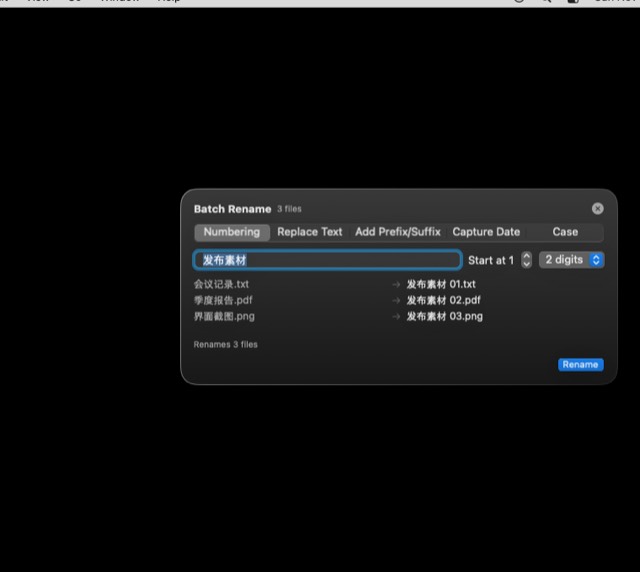 Window Help
Batch Rename 3 files
Numbering Replace Text Add Prefix/Suffix Capture Date Case
发布素材 Start at 1 2 digits
会议记录.txt → 发布素材 01.txt
季度报告.pdf → 发布素材 02.pdf
界面截图.png → 发布素材 03.png
Renames 3 files
Rename